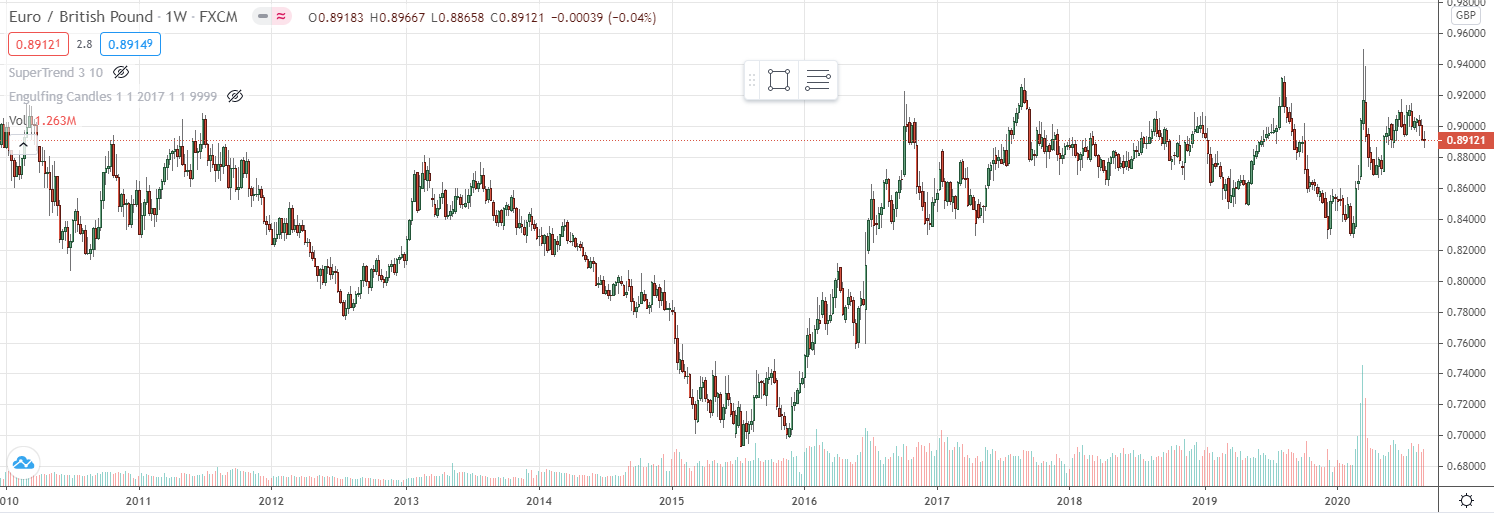 Euro / British Pound · 1W · FXCM O0.89183 H0.89667 L0.88658 C0.89121 −0.00039 (−0.04%)
0.89121 2.8 0.89149
SuperTrend 3 10
Engulfing Candles 1 1 2017 1 1 9999
Vol 1.263M
0.98000
GBP
0.96000
0.94000
0.92000
0.90000
0.89121
0.88000
0.86000
0.84000
0.82000
0.80000
0.78000
0.76000
0.74000
0.72000
0.70000
0.68000
2010 2011 2012 2013 2014 2015 2016 2017 2018 2019 2020